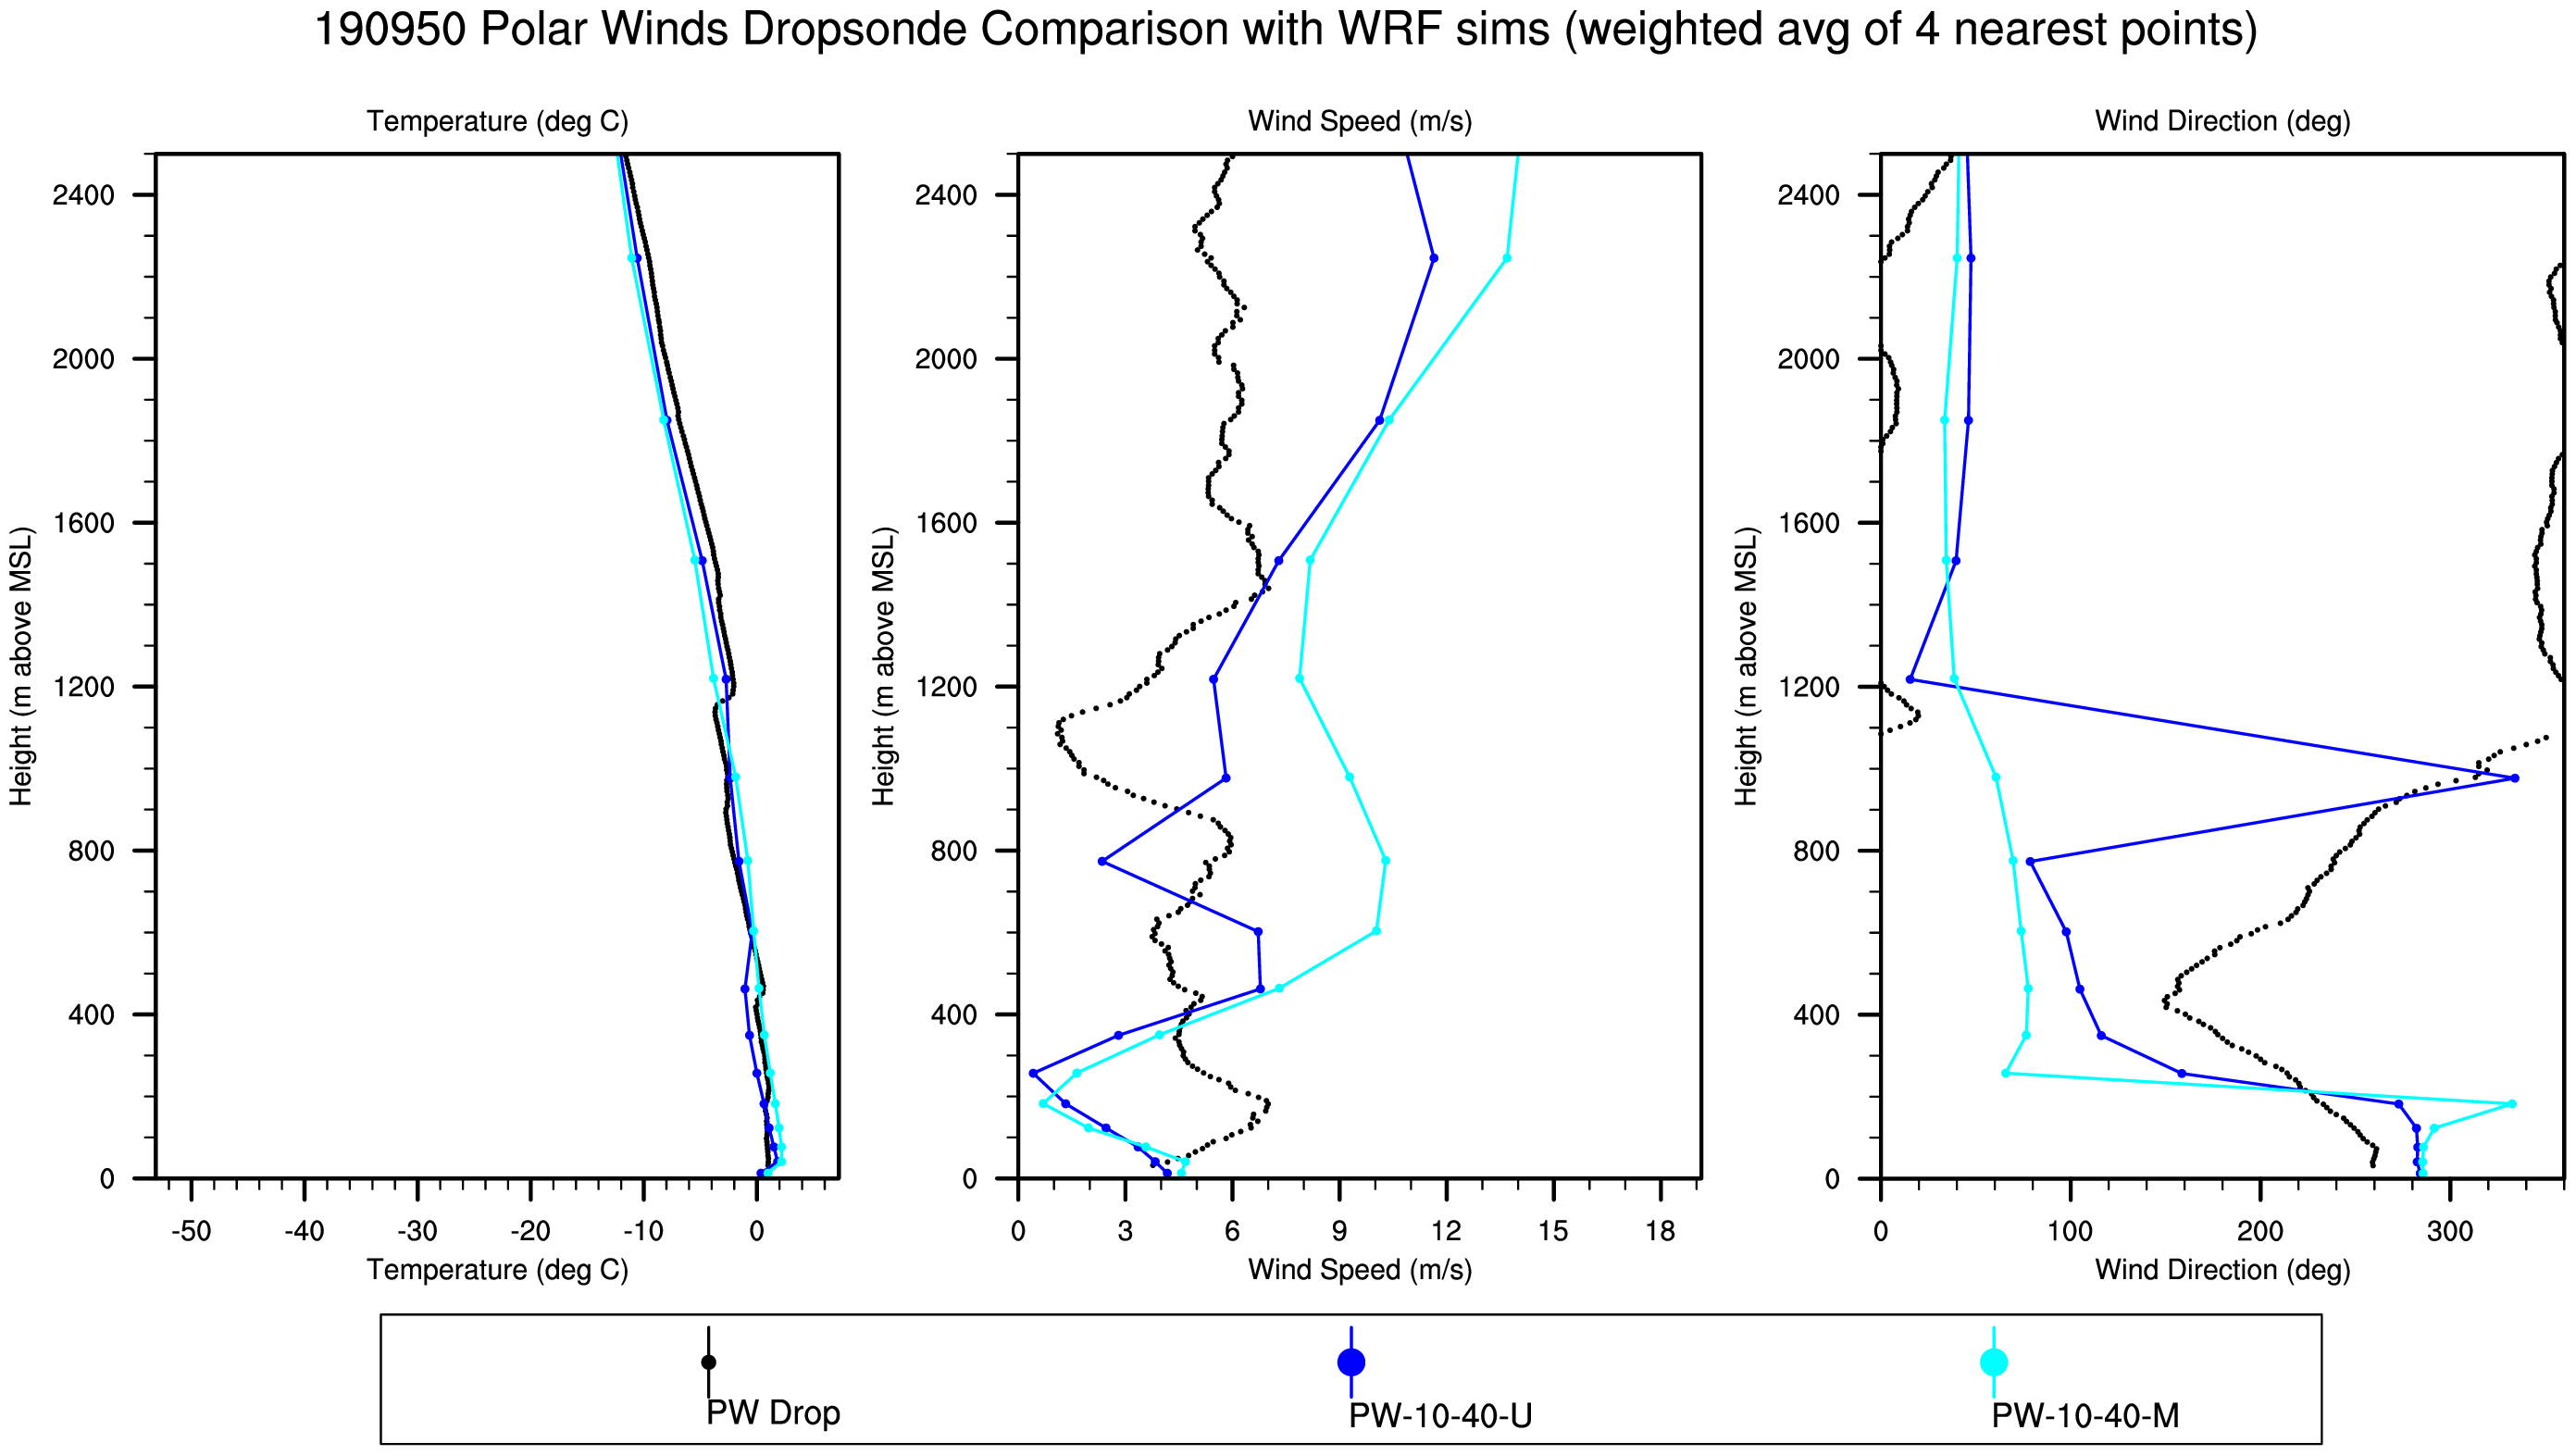 190950 Polar Winds Dropsonde Comparison with WRF sims (weighted avg of 4 nearest points)
Temperature (deg C)
Wind Speed (m/s)
Wind Direction (deg)
Height (m above MSL)
2400
2000
1600
1200
800
400
0
-50 -40 -30 -20 -10 0
Temperature (deg C)
Height (m above MSL)
2400
2000
1600
1200
800
400
0
0 3 6 9 12 15 18
Wind Speed (m/s)
Height (m above MSL)
2400
2000
1600
1200
800
400
0
0 100 200 300
Wind Direction (deg)
PW Drop
PW-10-40-U
PW-10-40-M